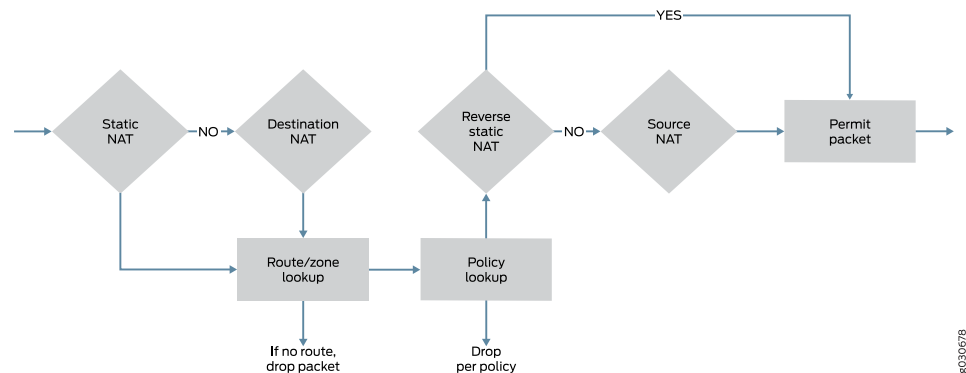 YES
Static
NAT
NO
Destination
NAT
Reverse
static
NAT
NO
Source
NAT
Permit
packet
Route/zone
lookup
Policy
lookup
If no route,
drop packet
Drop
per policy
g030678